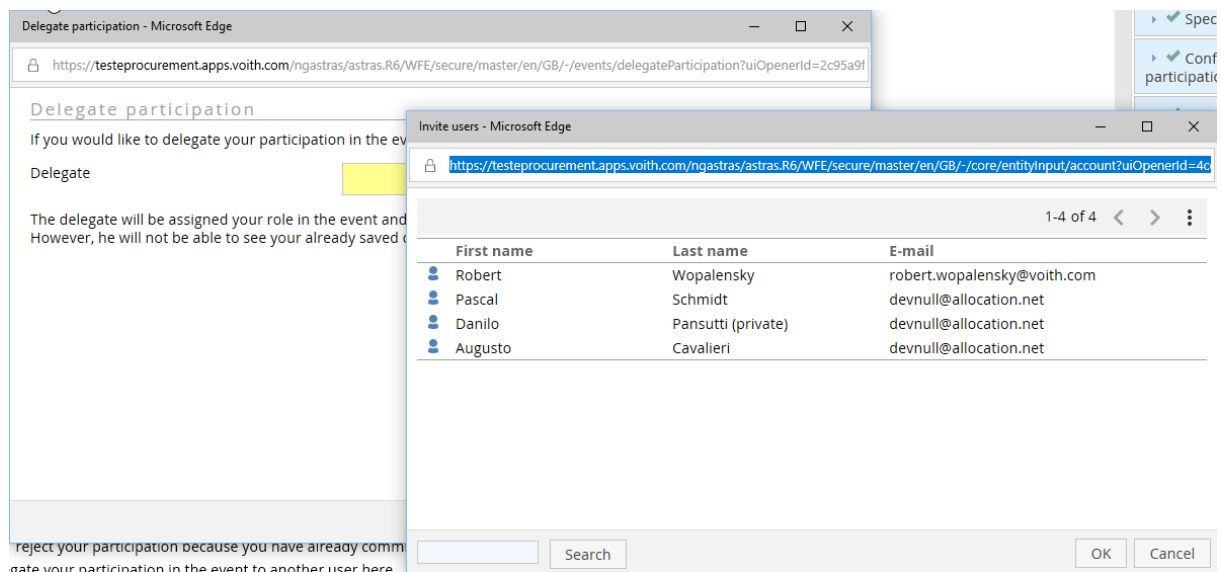 Delegate participation - Microsoft Edge
https://testeprocurement.apps.voith.com/ngastras/astras.R6/WFE/secure/master/en/GB/-/events/delegateParticipation?uiOpenerId=2c95a9f
Delegate participation
If you would like to delegate your participation in the ev
Delegate
The delegate will be assigned your role in the event and
However, he will not be able to see your already saved
reject your participation because you have already comm
gate your participation in the event to another user here
Spec
Conf
participatio
Invite users - Microsoft Edge
https://testeprocurement.apps.voith.com/ngastras/astras.R6/WFE/secure/master/en/GB/-/core/entityInput/account?uiOpenerId=4c
1-4 of 4
First name Last name E-mail
Robert Wopalensky robert.wopalensky@voith.com
Pascal Schmidt devnull@allocation.net
Danilo Pansutti (private) devnull@allocation.net
Augusto Cavalieri devnull@allocation.net
Search OK Cancel